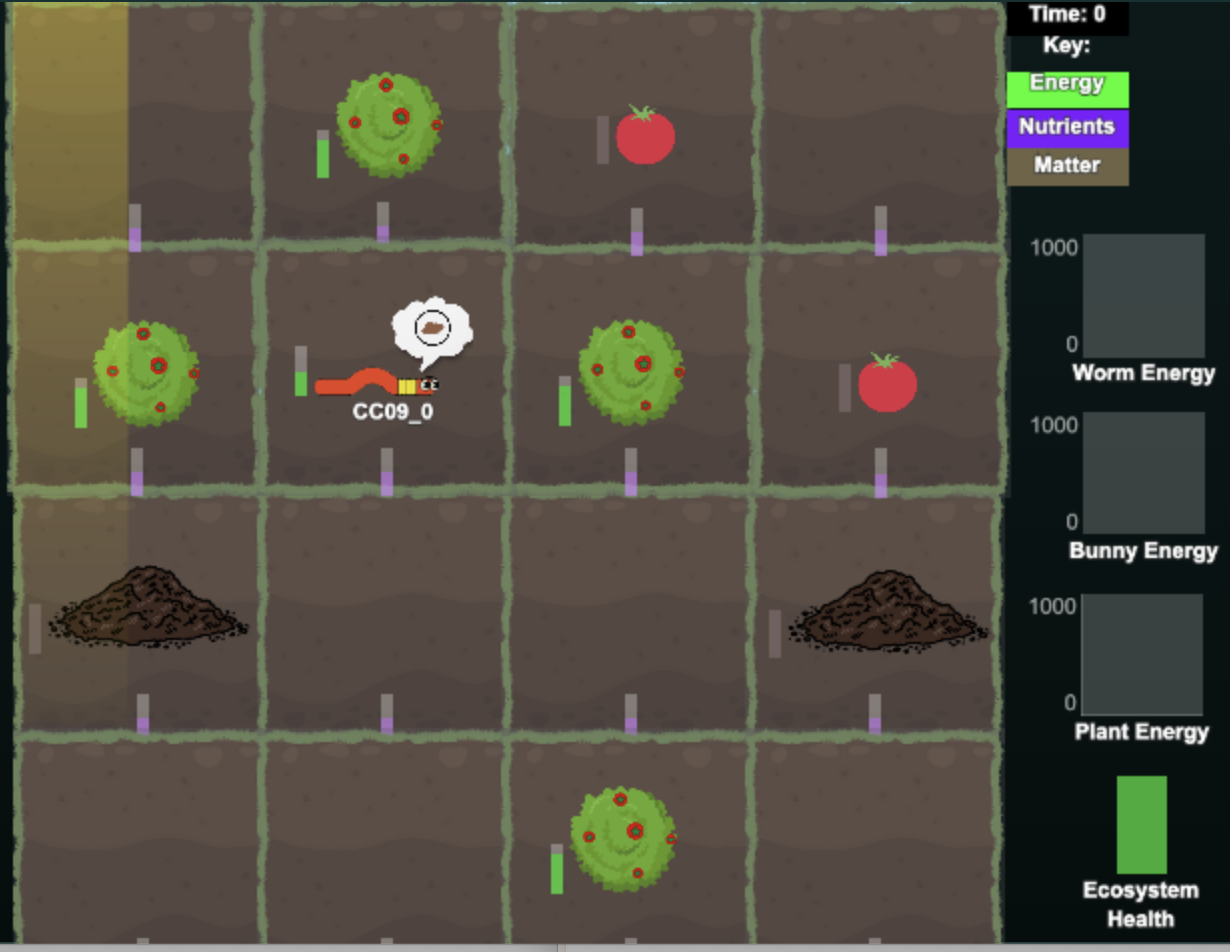 Time: 0
Key:
Energy
Nutrients
Matter
1000
0
Worm Energy
CC09_0
1000
0
Bunny Energy
1000
0
Plant Energy
Ecosystem
Health